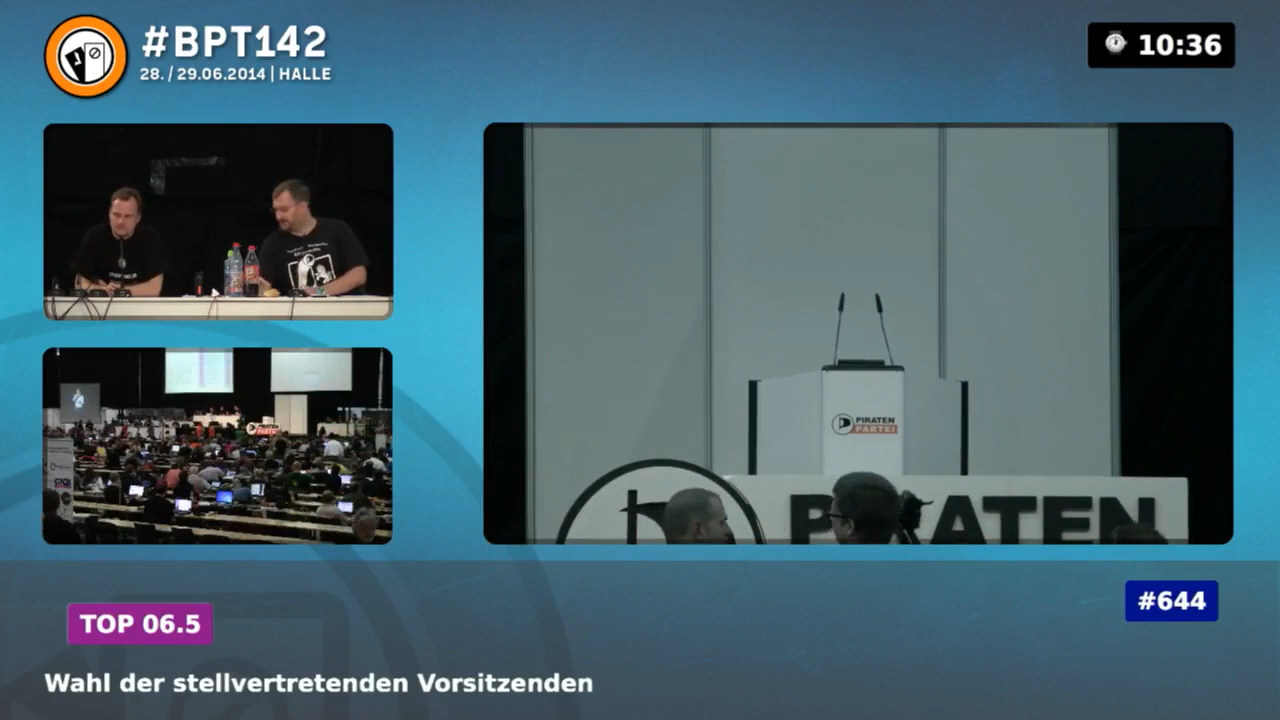 #BPT142
28. / 29.06.2014 | HALLE
10:36
PIRATEN
PARTEI
PIRATEN
#644
TOP 06.5
Wahl der stellvertretenden Vorsitzenden